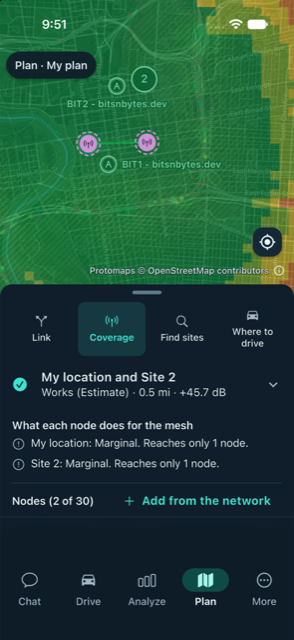 9:51
Plan · My plan
2
A
BIT2 - bitsnbytes.dev
A
BIT1 - bitsnbytes.dev
Protomaps © OpenStreetMap contributors
Link
Coverage
Find sites
Where to
drive
My location and Site 2
Works (Estimate) · 0.5 mi · +45.7 dB
What each node does for the mesh
My location: Marginal. Reaches only 1 node.
Site 2: Marginal. Reaches only 1 node.
Nodes (2 of 30)
+ Add from the network
Chat
Drive
Analyze
Plan
More